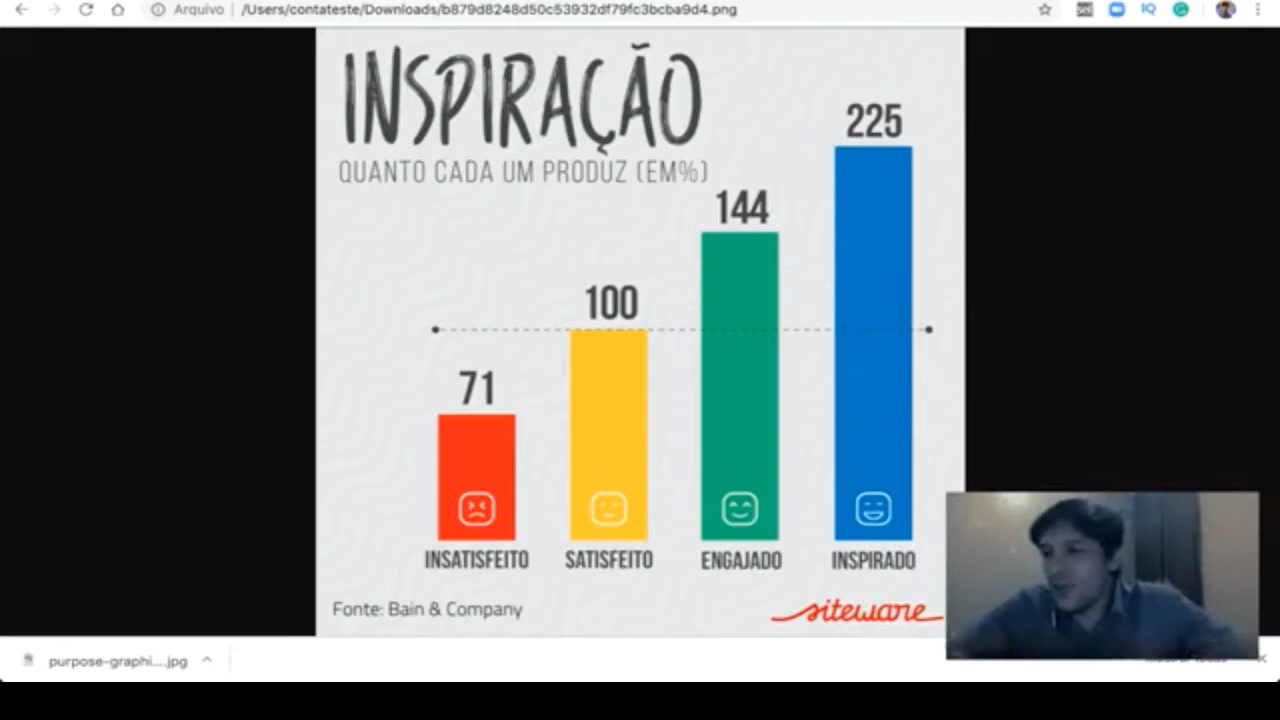 Arquivo
/Users/contateste/Downloads/b879d8248d50c53932df79fc3bcba9d4.png
IQ
INSPIRAÇÃO
QUANTO CADA UM PRODUZ (EM%)
225
144
100
71
INSATISFEITO
SATISFEITO
ENGAJADO
INSPIRADO
Fonte: Bain & Company
siteware
purpose-graphi....jpg